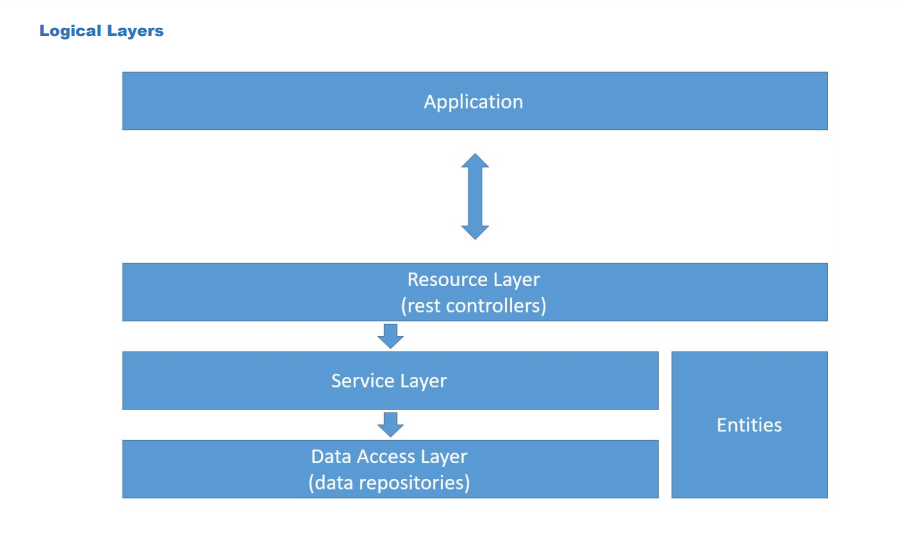 Logical Layers
Application
Resource Layer
(rest controllers)
Service Layer
Entities
Data Access Layer
(data repositories)